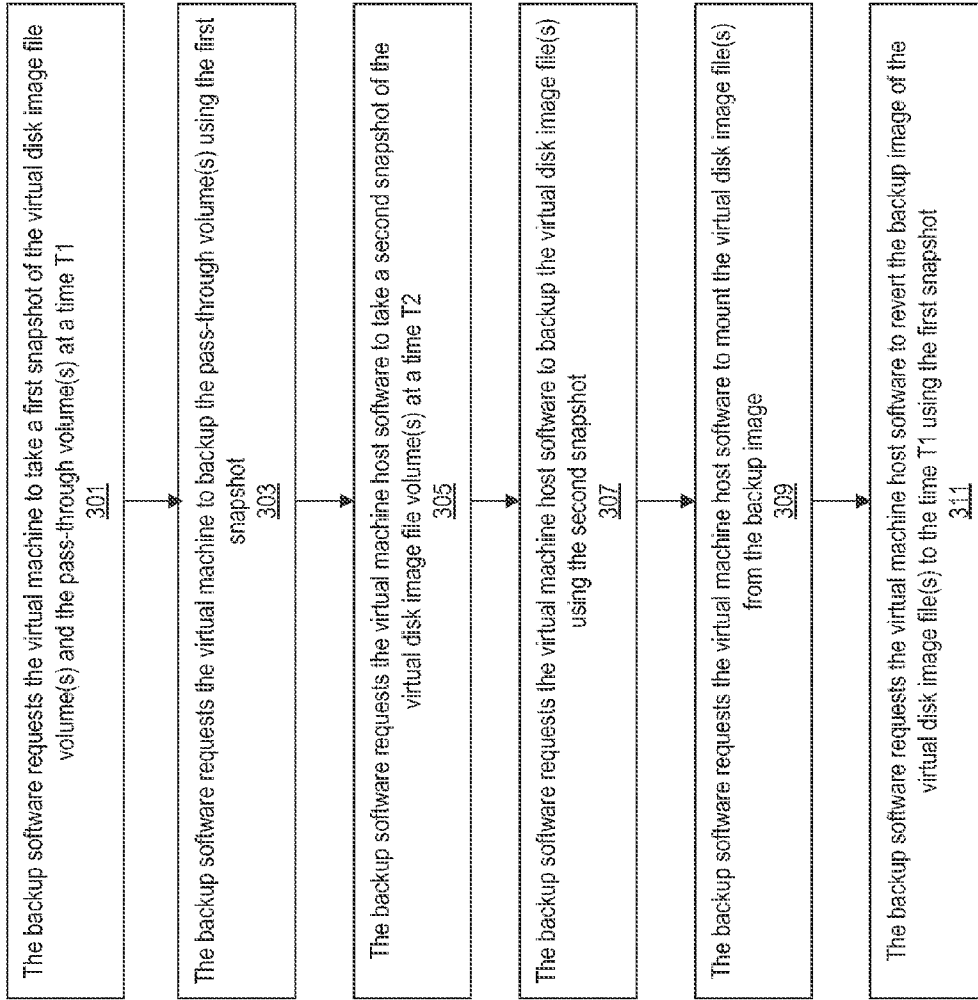 The backup software requests the virtual machine to take a first snapshot of the virtual disk image file
volume(s) and the pass-through volume(s) at a time T1
301
The backup software requests the virtual machine to backup the pass-through volume(s) using the first
snapshot
303
The backup software requests the virtual machine host software to take a second snapshot of the
virtual disk image file volume(s) at a time T2
305
The backup software requests the virtual machine host software to backup the virtual disk image file(s)
using the second snapshot
307
The backup software requests the virtual machine host software to mount the virtual disk image file(s)
from the backup image
309
The backup software requests the virtual machine host software to revert the backup image of the
virtual disk image file(s) to the time T1 using the first snapshot
311